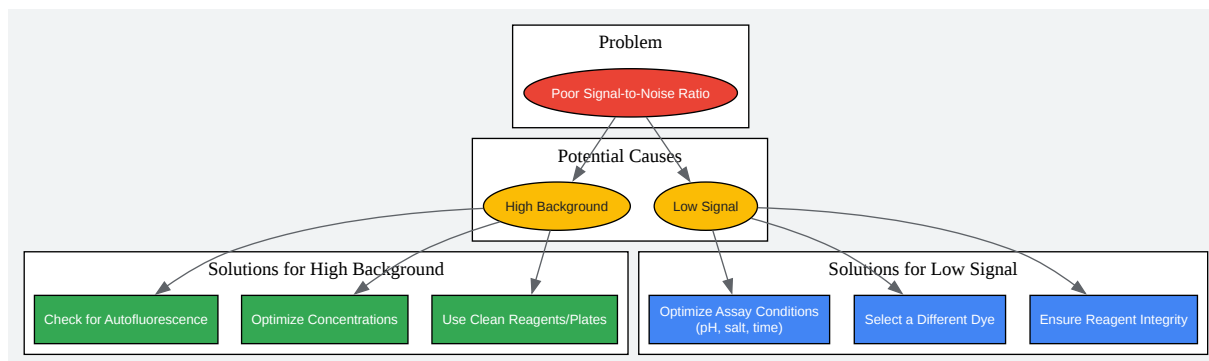 Problem
Poor Signal-to-Noise Ratio
Potential Causes
High Background
Low Signal
Solutions for High Background
Check for Autofluorescence
Optimize Concentrations
Use Clean Reagents/Plates
Solutions for Low Signal
Optimize Assay Conditions
(pH, salt, time)
Select a Different Dye
Ensure Reagent Integrity